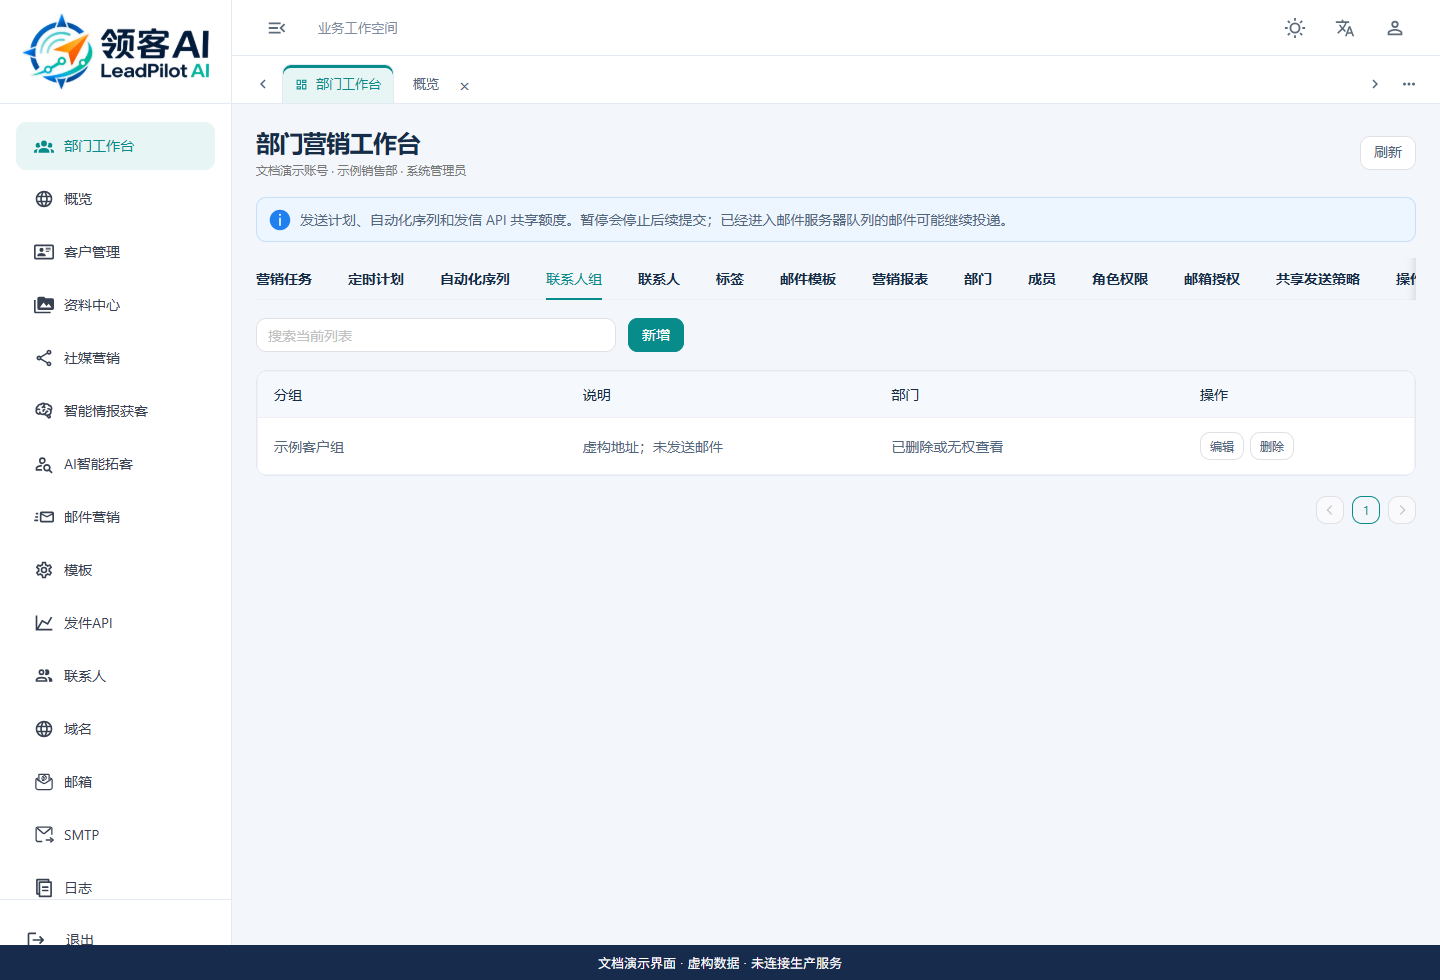 领客AI
LeadPilot AI
业务工作空间
部门工作台
概览
部门工作台
概览
客户管理
资料中心
社媒营销
智能情报获客
AI智能拓客
邮件营销
模板
发件API
联系人
域名
邮箱
SMTP
日志
退出
部门营销工作台
文档演示账号 · 示例销售部 · 系统管理员
刷新
发送计划、自动化序列和发信 API 共享额度。暂停会停止后续提交；已经进入邮件服务器队列的邮件可能继续投递。
营销任务 定时计划 自动化序列 联系人组 联系人 标签 邮件模板 营销报表 部门 成员 角色权限 邮箱授权 共享发送策略
搜索当前列表 新增
分组 说明 部门 操作
示例客户组 虚构地址；未发送邮件 已删除或无权查看 编辑 删除
1
文档演示界面 · 虚构数据 · 未连接生产服务